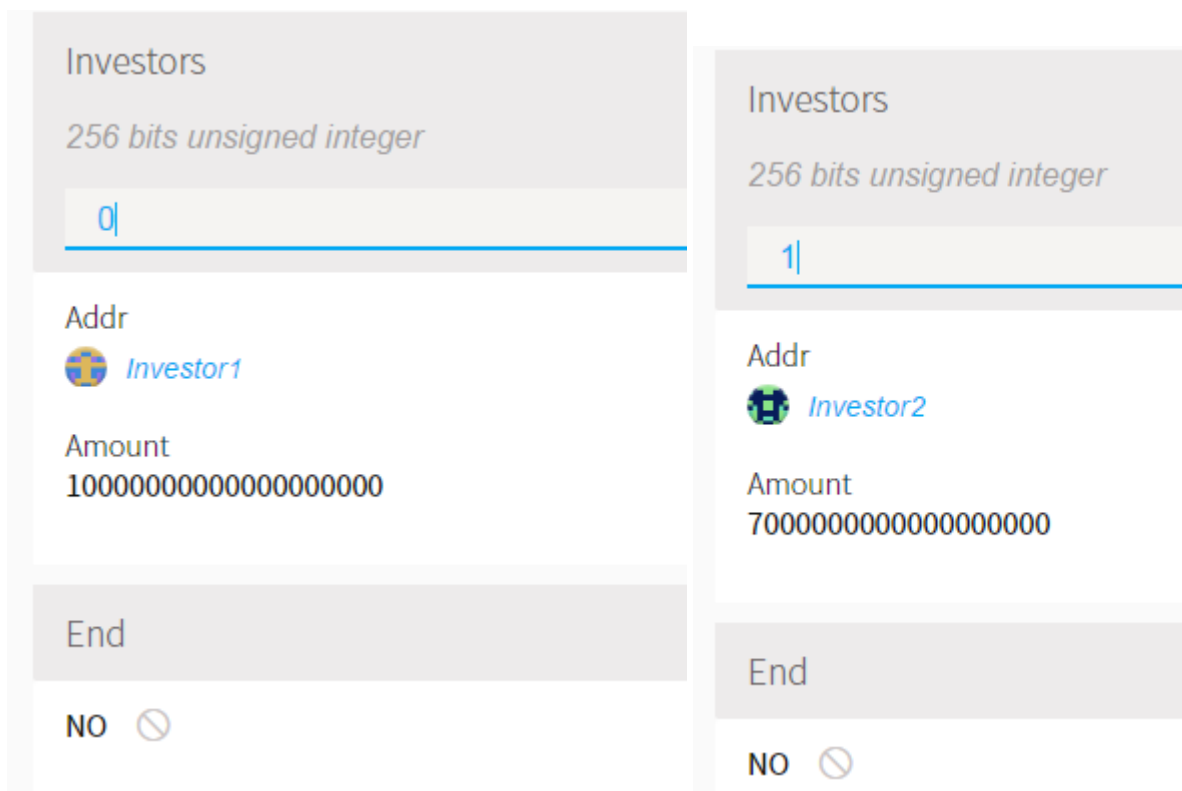 Investors
256 bits unsigned integer
0
Addr
Investor1
Amount
10000000000000000000
End
NO
Investors
256 bits unsigned integer
1
Addr
Investor2
Amount
7000000000000000000
End
NO